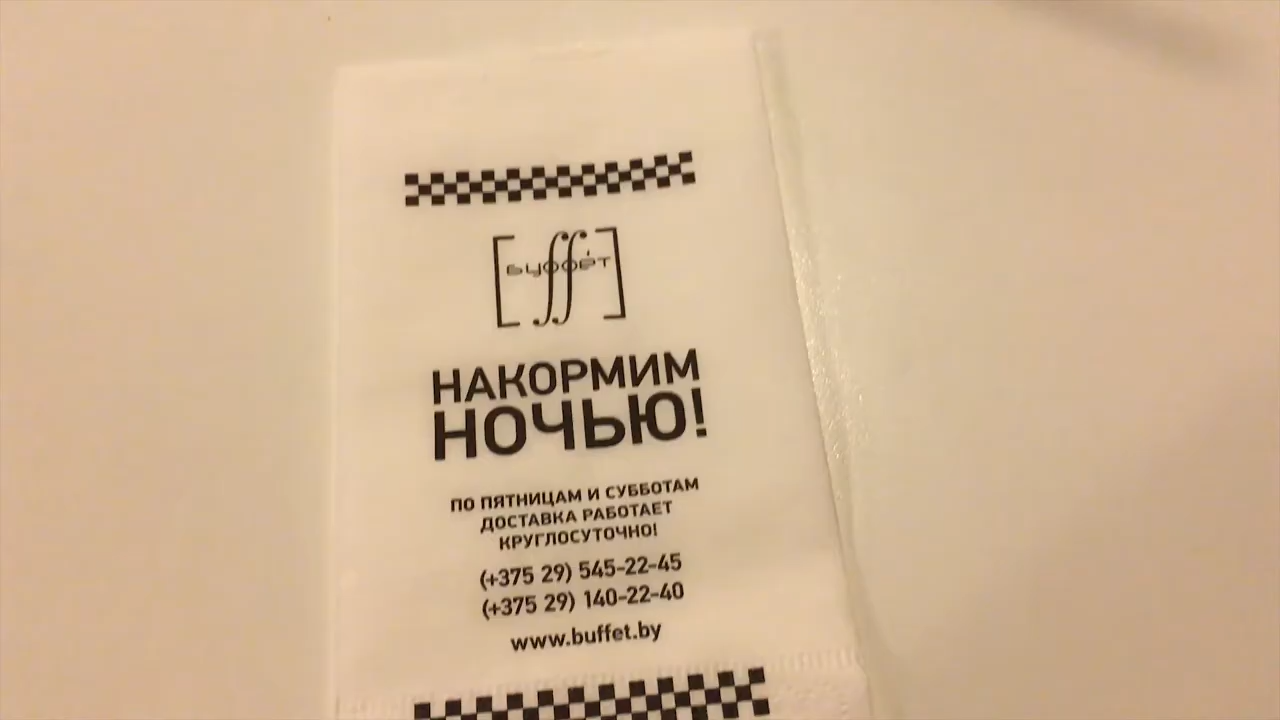 БУФФЕТ
НАКОРМИМ
НОЧЬЮ!
ПО ПЯТНИЦАМ И СУББОТАМ
ДОСТАВКА РАБОТАЕТ
КРУГЛОСУТОЧНО!
(+375 29) 545-22-45
(+375 29) 140-22-40
www.buffet.by